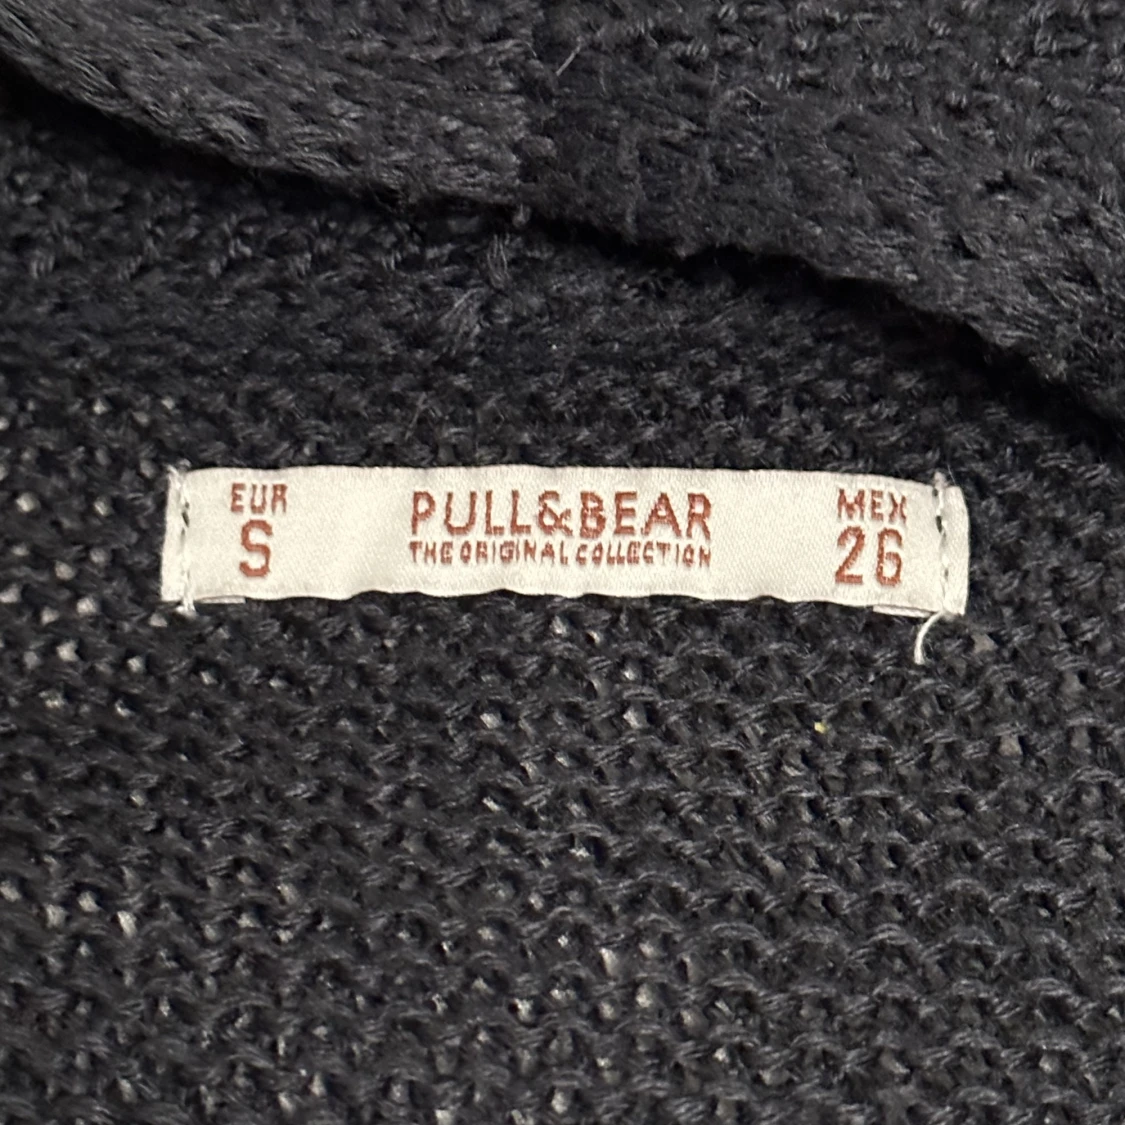 EUR
S
PULL&BEAR
THE ORIGINAL COLLECTION
MEX
26